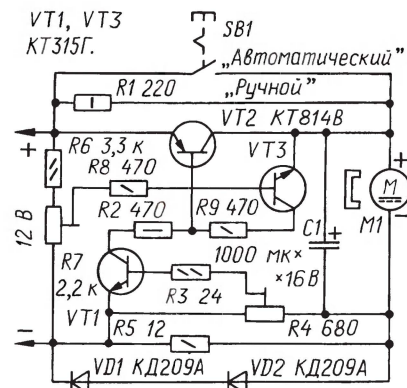 VT1, VT3
КТ315Г.
SB1
„Автоматический"
„Ручной"
R1 220
VT2 КТ814В
+
R6 3,3 к
R8 470
VT3
+
M
M1
−
12 В
R2 470
R9 470
C1
+
1000 мк×
×16 В
R7
2,2 к
R3 24
VT1
R4 680
−
R5 12
VD1 КД209А
VD2 КД209А